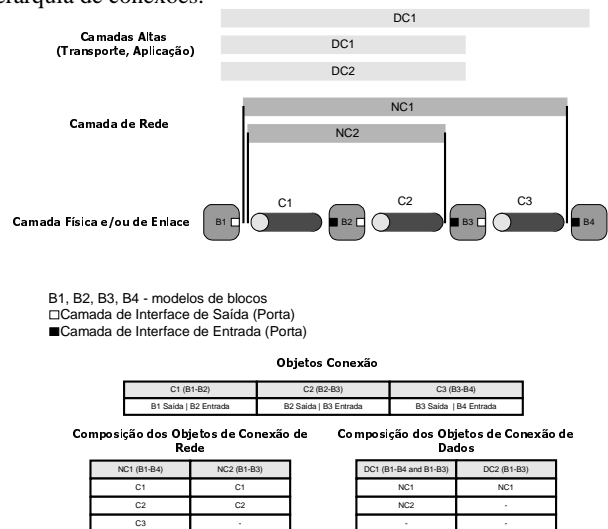 erarquia de conexões.
DC1
Camadas Altas
(Transporte, Aplicação)
DC1
DC2
NC1
Camada de Rede
NC2
C1
C2
C3
Camada Física e/ou de Enlace
B1
B2
B3
B4
B1, B2, B3, B4 - modelos de blocos
Camada de Interface de Saída (Porta)
Camada de Interface de Entrada (Porta)
Objetos Conexão
C1 (B1-B2) C2 (B2-B3) C3 (B3-B4)
B1 Saída | B2 Entrada B2 Saída | B3 Entrada B3 Saída | B4 Entrada
Composição dos Objetos de Conexão de
Rede
NC1 (B1-B4) NC2 (B1-B3)
C1 C1
C2 C2
C3 -
Composição dos Objetos de Conexão de
Dados
DC1 (B1-B4 and B1-B3) DC2 (B1-B3)
NC1 NC1
NC2 -
- -